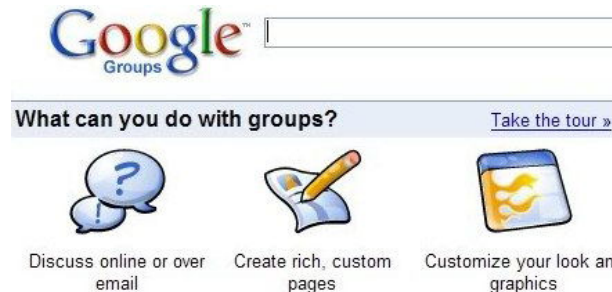 Google™
Groups
What can you do with groups? Take the tour »
?
!
Discuss online or over email
Create rich, custom pages
Customize your look an
graphics